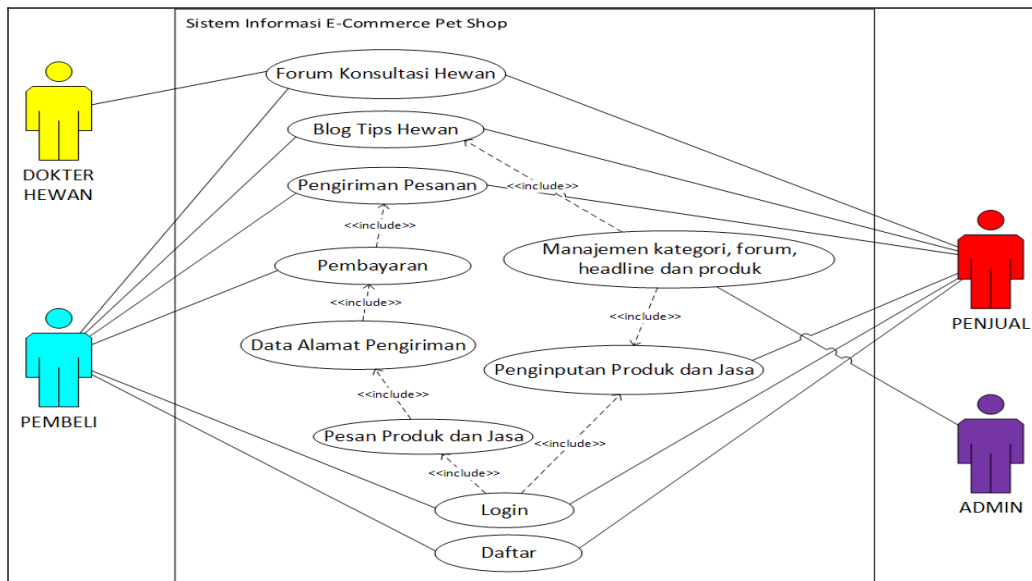 Sistem Informasi E-Commerce Pet Shop
Forum Konsultasi Hewan
DOKTER
HEWAN
Blog Tips Hewan
<<include>>
Pengiriman Pesanan
<<include>>
Manajemen kategori, forum,
headline dan produk
Pembayaran
<<include>>
<<include>>
PENJUAL
Data Alamat Pengiriman
Penginputan Produk dan Jasa
PEMBELI
<<include>>
Pesan Produk dan Jasa
<<include>>
<<include>>
Login
ADMIN
Daftar